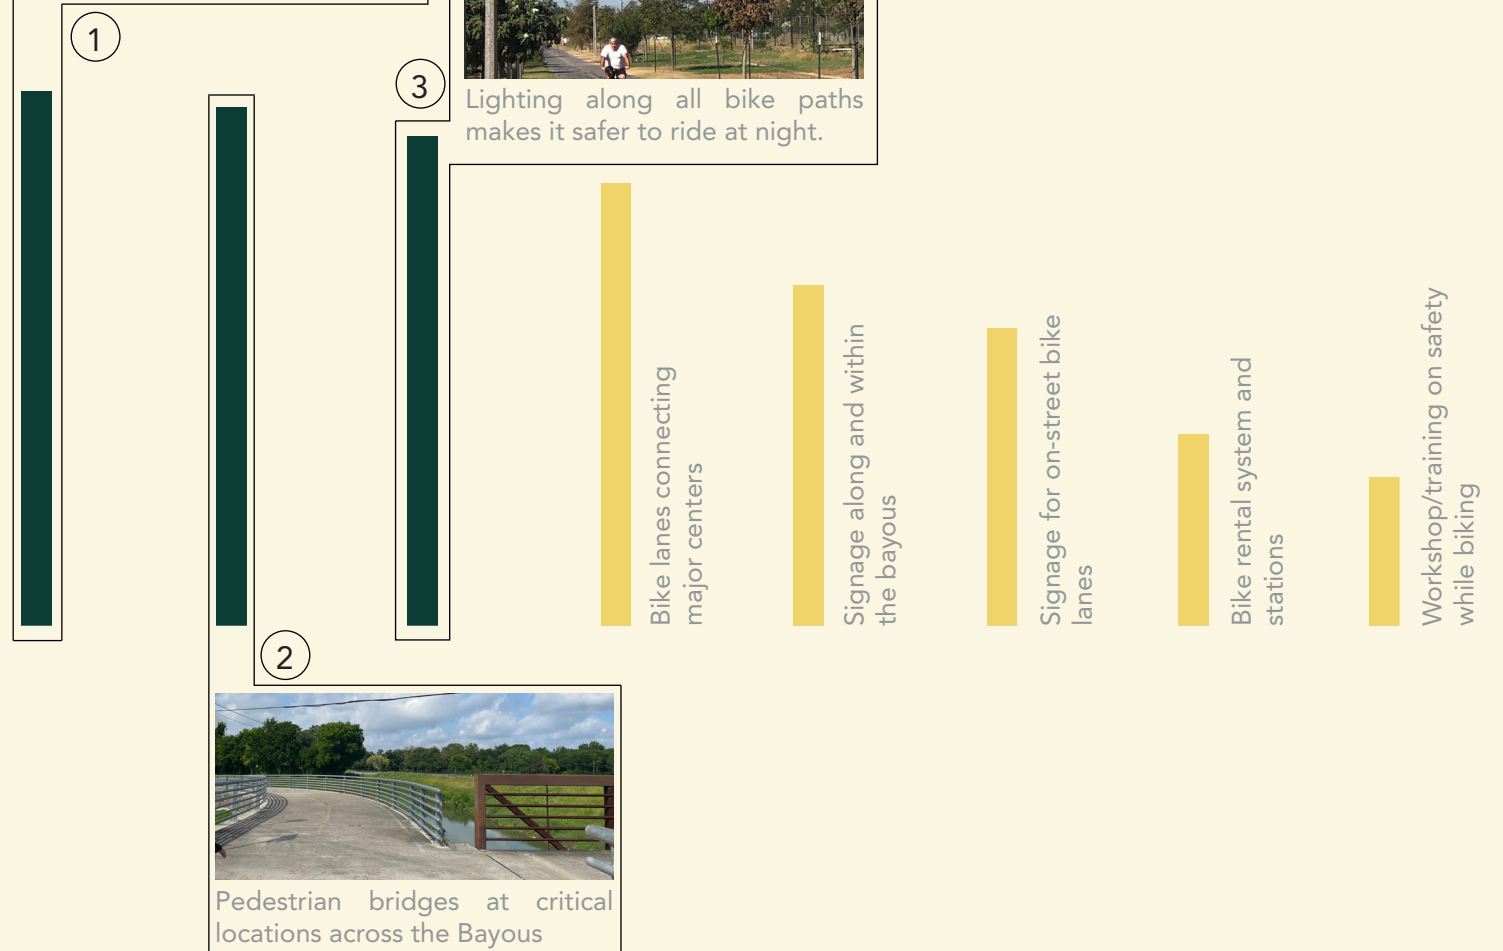 1
3
Lighting along all bike paths
makes it safer to ride at night.
Bike lanes connecting
major centers
Signage along and within
the bayous
Signage for on-street bike
lanes
Bike rental system and
stations
Workshop/training on safety
while biking
2
Pedestrian bridges at critical
locations across the Bayous